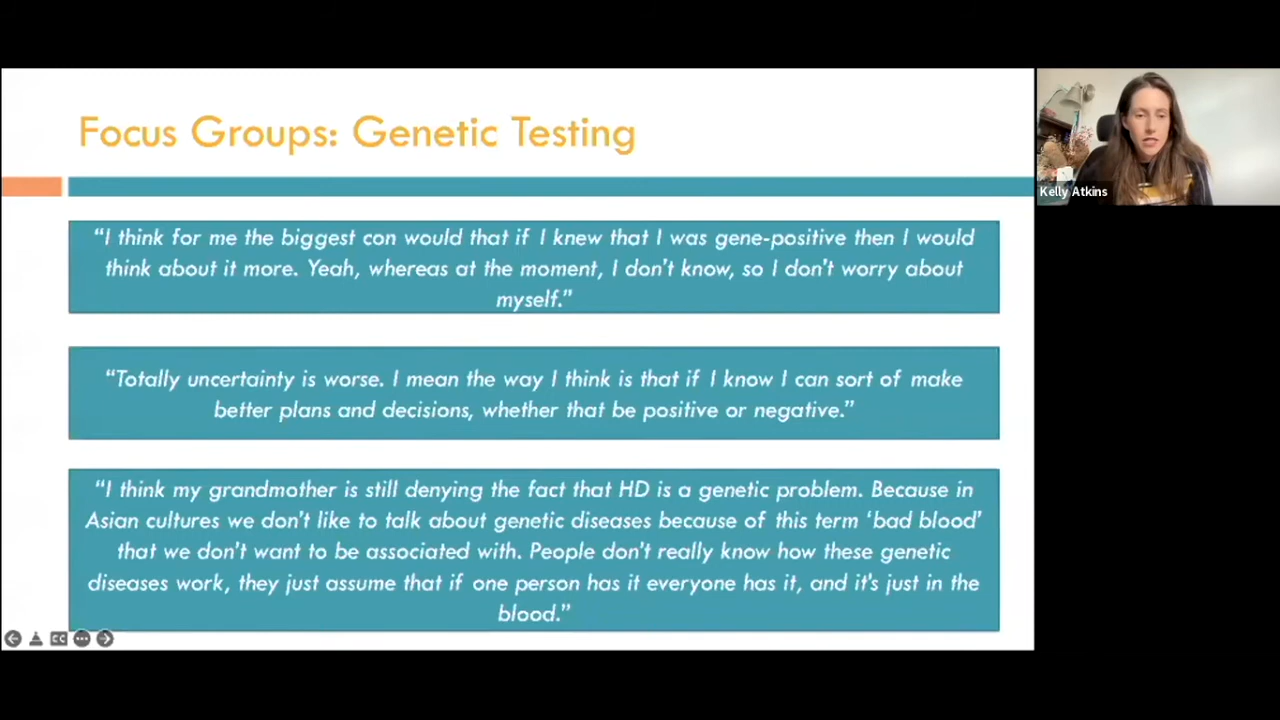 Focus Groups: Genetic Testing
“I think for me the biggest con would that if I knew that I was gene-positive then I would
think about it more. Yeah, whereas at the moment, I don’t know, so I don’t worry about
myself.”
“Totally uncertainty is worse. I mean the way I think is that if I know I can sort of make
better plans and decisions, whether that be positive or negative.”
“I think my grandmother is still denying the fact that HD is a genetic problem. Because in
Asian cultures we don’t like to talk about genetic diseases because of this term ‘bad blood’
that we don’t want to be associated with. People don’t really know how these genetic
diseases work, they just assume that if one person has it everyone has it, and it's just in the
blood.”
CC
Kelly Atkins